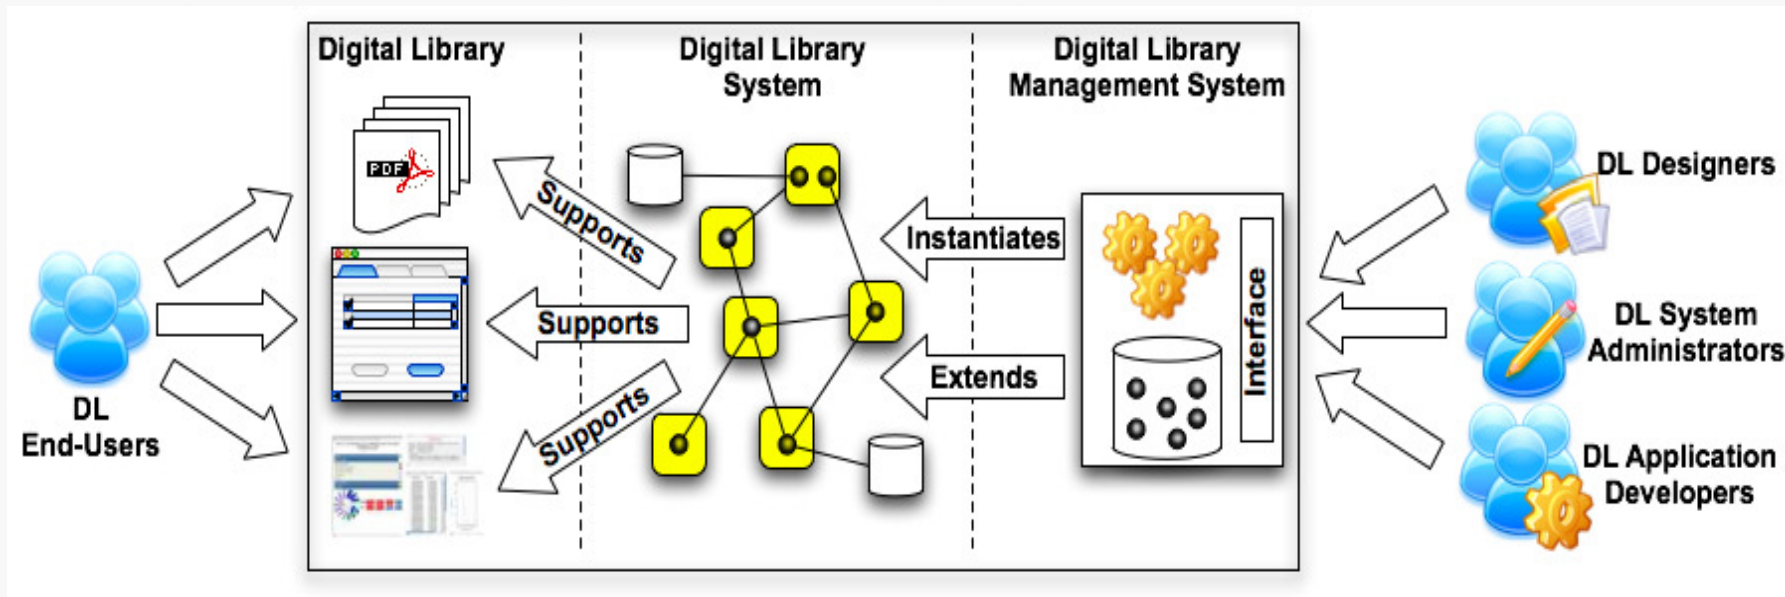 Digital Library
Digital Library
System
Digital Library
Management System
PDF
Supports
Supports
Supports
Instantiates
Extends
Interface
DL
End-Users
DL Designers
DL System
Administrators
DL Application
Developers